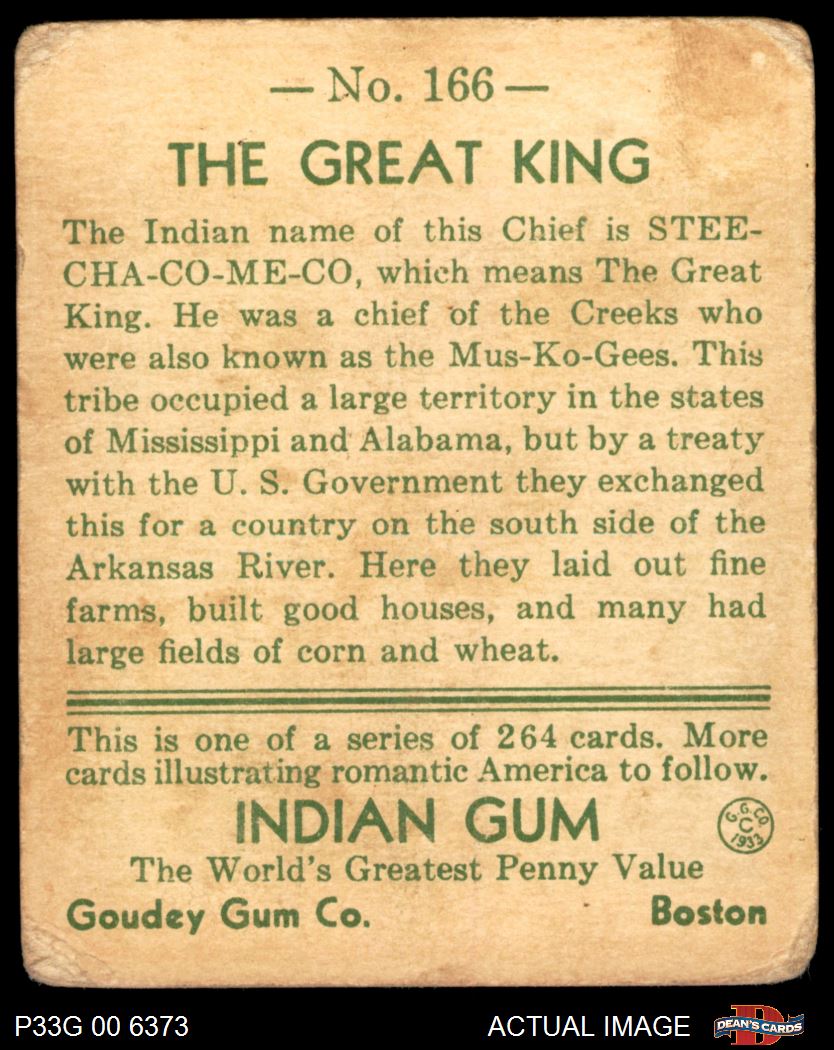 — No. 166 —
THE GREAT KING
The Indian name of this Chief is STEE-
CHA-CO-ME-CO, which means The Great
King. He was a chief of the Creeks who
were also known as the Mus-Ko-Gees. This
tribe occupied a large territory in the states
of Mississippi and Alabama, but by a treaty
with the U. S. Government they exchanged
this for a country on the south side of the
Arkansas River. Here they laid out fine
farms, built good houses, and many had
large fields of corn and wheat.
This is one of a series of 264 cards. More
cards illustrating romantic America to follow.
INDIAN GUM
G. G. CO.
C
1933
The World's Greatest Penny Value
Goudey Gum Co. Boston
P33G 00 6373 ACTUAL IMAGE D DEAN'S CARDS